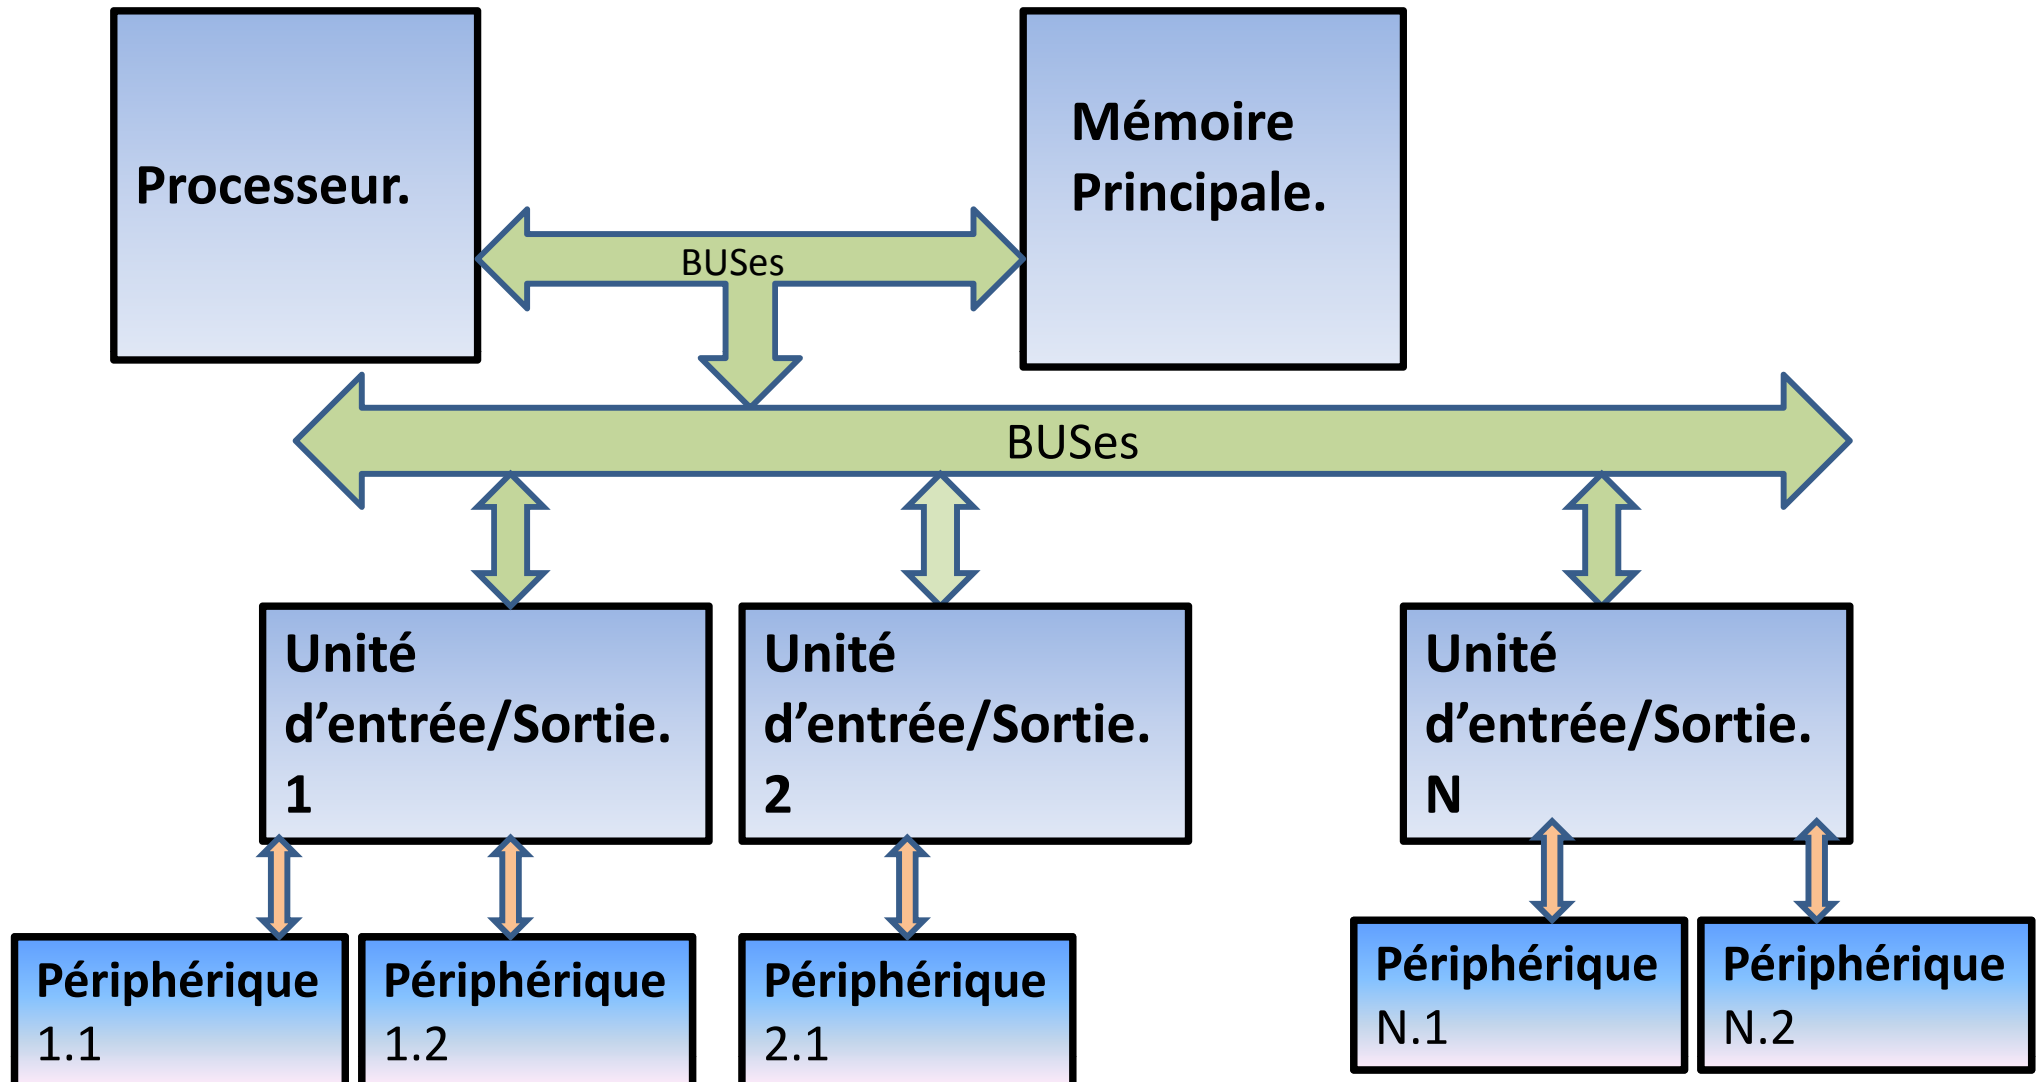 Processeur.
Mémoire
Principale.
BUSes
BUSes
Unité
d’entrée/Sortie.
1
Unité
d’entrée/Sortie.
2
Unité
d’entrée/Sortie.
N
Périphérique
1.1
Périphérique
1.2
Périphérique
2.1
Périphérique
N.1
Périphérique
N.2